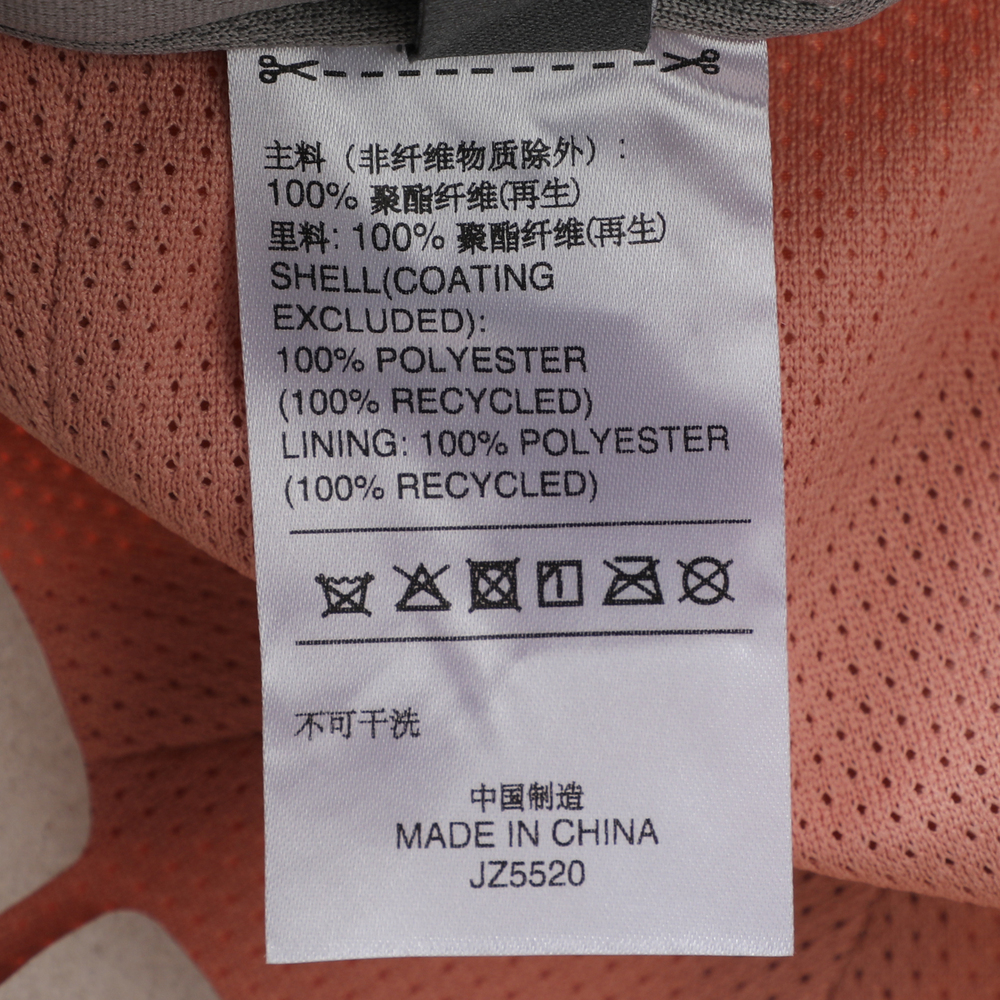 主料（非纤维物质除外）:
100% 聚酯纤维(再生)
里料: 100% 聚酯纤维(再生)
SHELL(COATING
EXCLUDED):
100% POLYESTER
(100% RECYCLED)
LINING: 100% POLYESTER
(100% RECYCLED)
不可干洗
中国制造
MADE IN CHINA
JZ5520